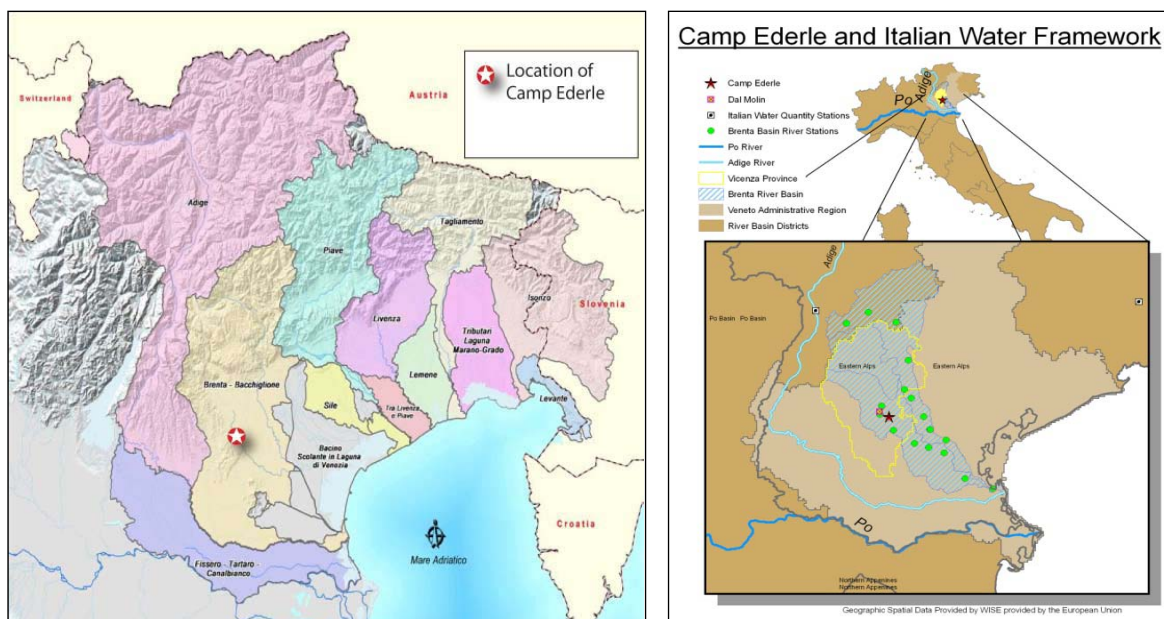 Location of
Camp Ederle
Switzerland
Austria
Adige
Piave
Tagliamento
Isonzo
Slovenia
Livenza
Tributari
Laguna
Marano-Grado
Lemene
Brenta - Bacchiglione
Sile
Tra Livenza
e Piave
Levante
Bacino
Scolante in Laguna
di Venezia
Croatia
Mare Adriatico
Fissero - Tartaro -
Canalbianco
Camp Ederle and Italian Water Framework
Camp Ederle
Dal Molin
Italian Water Quantity Stations
Brenta Basin River Stations
Po River
Adige River
Vicenza Province
Brenta River Basin
Veneto Administrative Region
River Basin Districts
Po
Adige
Adige
Po Basin Po Basin
Eastern Alps
Eastern Alps
Po
Northern Appenines
Northern Appenines
Geographic Spatial Data Provided by WISE provided by the European Union